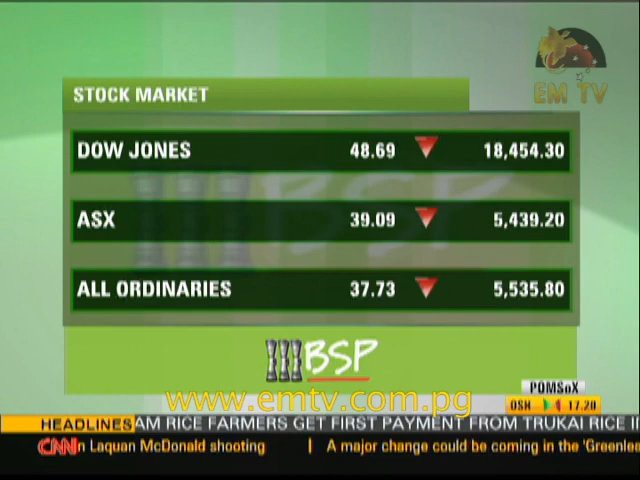 EM TV
STOCK MARKET
DOW JONES 48.69 18,454.30
ASX 39.09 5,439.20
ALL ORDINARIES 37.73 5,535.80
BSP
BSP
www.emtv.com.pg
POMSoX
OSH 17.20
HEADLINES AM RICE FARMERS GET FIRST PAYMENT FROM TRUKAI RICE
CNN n Laquan McDonald shooting | A major change could be coming in the 'Greenle